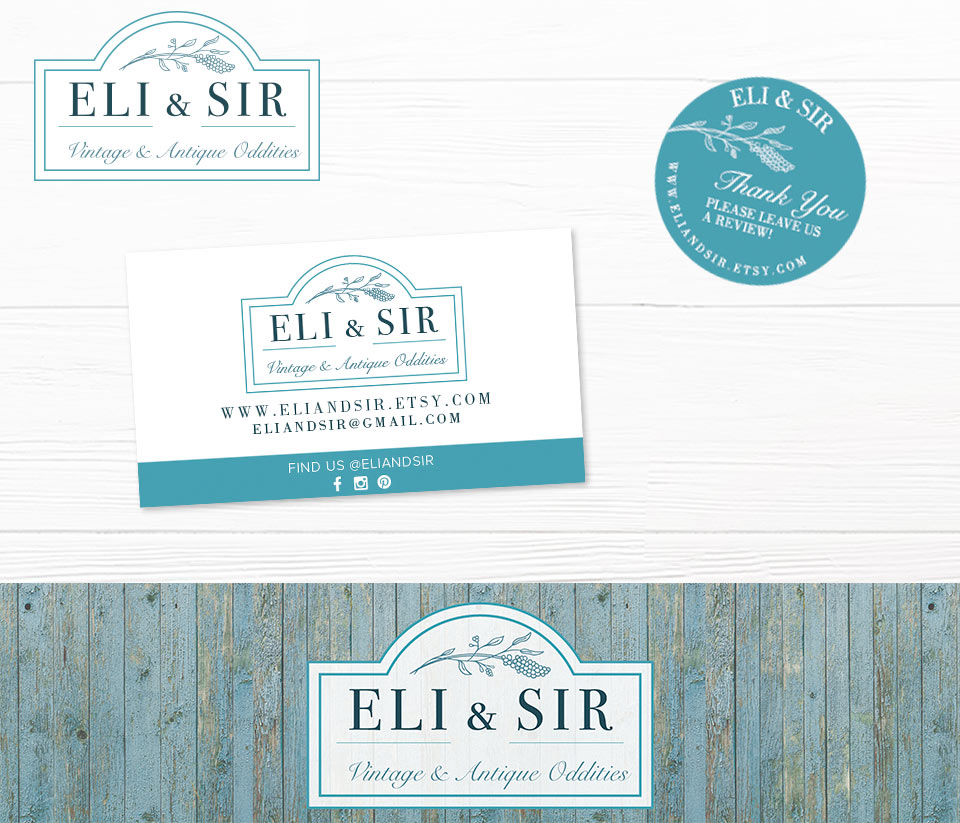 ELI & SIR
Vintage & Antique Oddities
ELI & SIR
Thank You
PLEASE LEAVE US
A REVIEW!
WWW.ELIANDSIR.ETSY.COM
ELI & SIR
Vintage & Antique Oddities
WWW.ELIANDSIR.ETSY.COM
ELIANDSIR@GMAIL.COM
FIND US @ELIANDSIR
ELI & SIR
Vintage & Antique Oddities